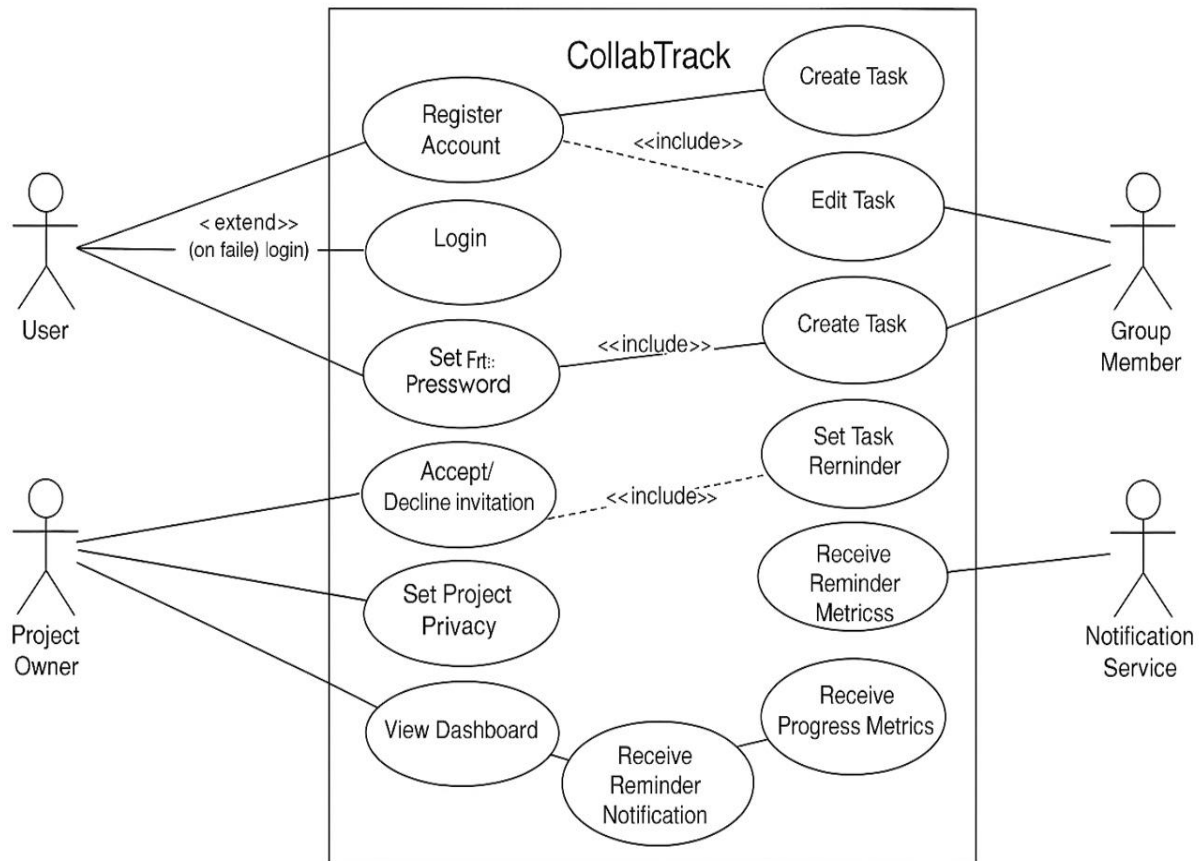 CollabTrack
Create Task
Register
Account
<<include>>
Edit Task
< extend>>
(on faile) login)
Login
User
Create Task
<<include>>
Set
Pressword
Group
Member
Set Task
Rerninder
Accept/
Decline invitation
<<include>>
Receive
Reminder
Metricss
Set Project
Privacy
Project
Owner
Notification
Service
Receive
Progress Metrics
View Dashboard
Receive
Reminder
Notification